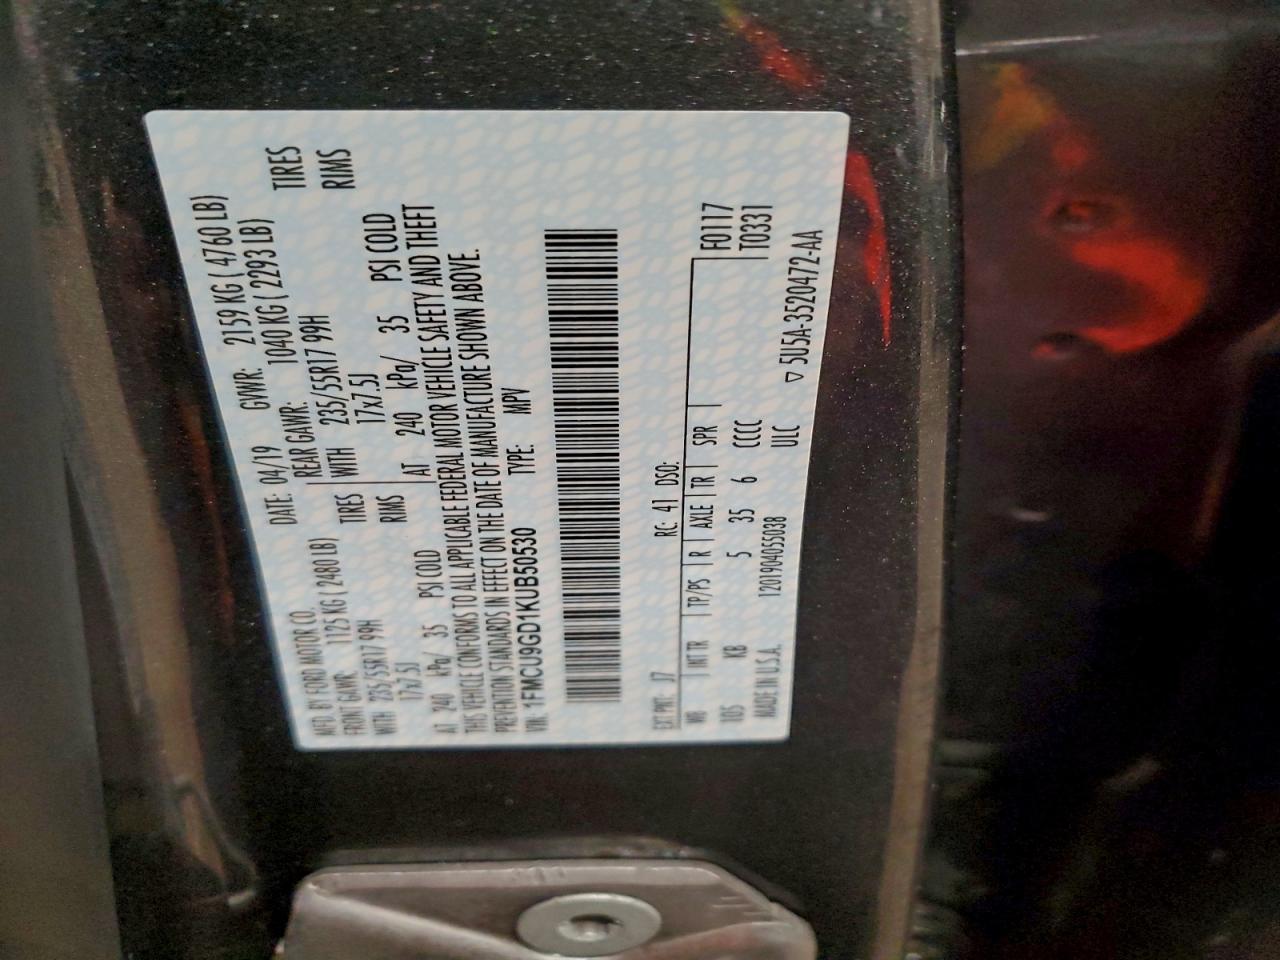 MFD. BY FORD MOTOR CO.
DATE: 04/19 GVWR: 2159 KG ( 4760 LB)
FRONT GAWR: 1125 KG ( 2480 LB)
REAR GAWR: 1040 KG ( 2293 LB)
WITH 235/55R17 99H TIRES
WITH 235/55R17 99H TIRES
17x7.5J RIMS
17x7.5J RIMS
AT 240 kPa/ 35 PSI COLD
AT 240 kPa/ 35 PSI COLD
THIS VEHICLE CONFORMS TO ALL APPLICABLE FEDERAL MOTOR VEHICLE SAFETY AND THEFT
PREVENTION STANDARDS IN EFFECT ON THE DATE OF MANUFACTURE SHOWN ABOVE.
VIN: 1FMCU9GD1KUB50530 TYPE: MPV
EXT PNT: 17 RC: 41 DSO: F0117
WB INT TR TP/PS R AXLE TR SPR T0331
105 KB 5 35 6 CCCC
MADE IN U.S.A. 1201904055038 ULC ▽ 5U5A-3520472-AA